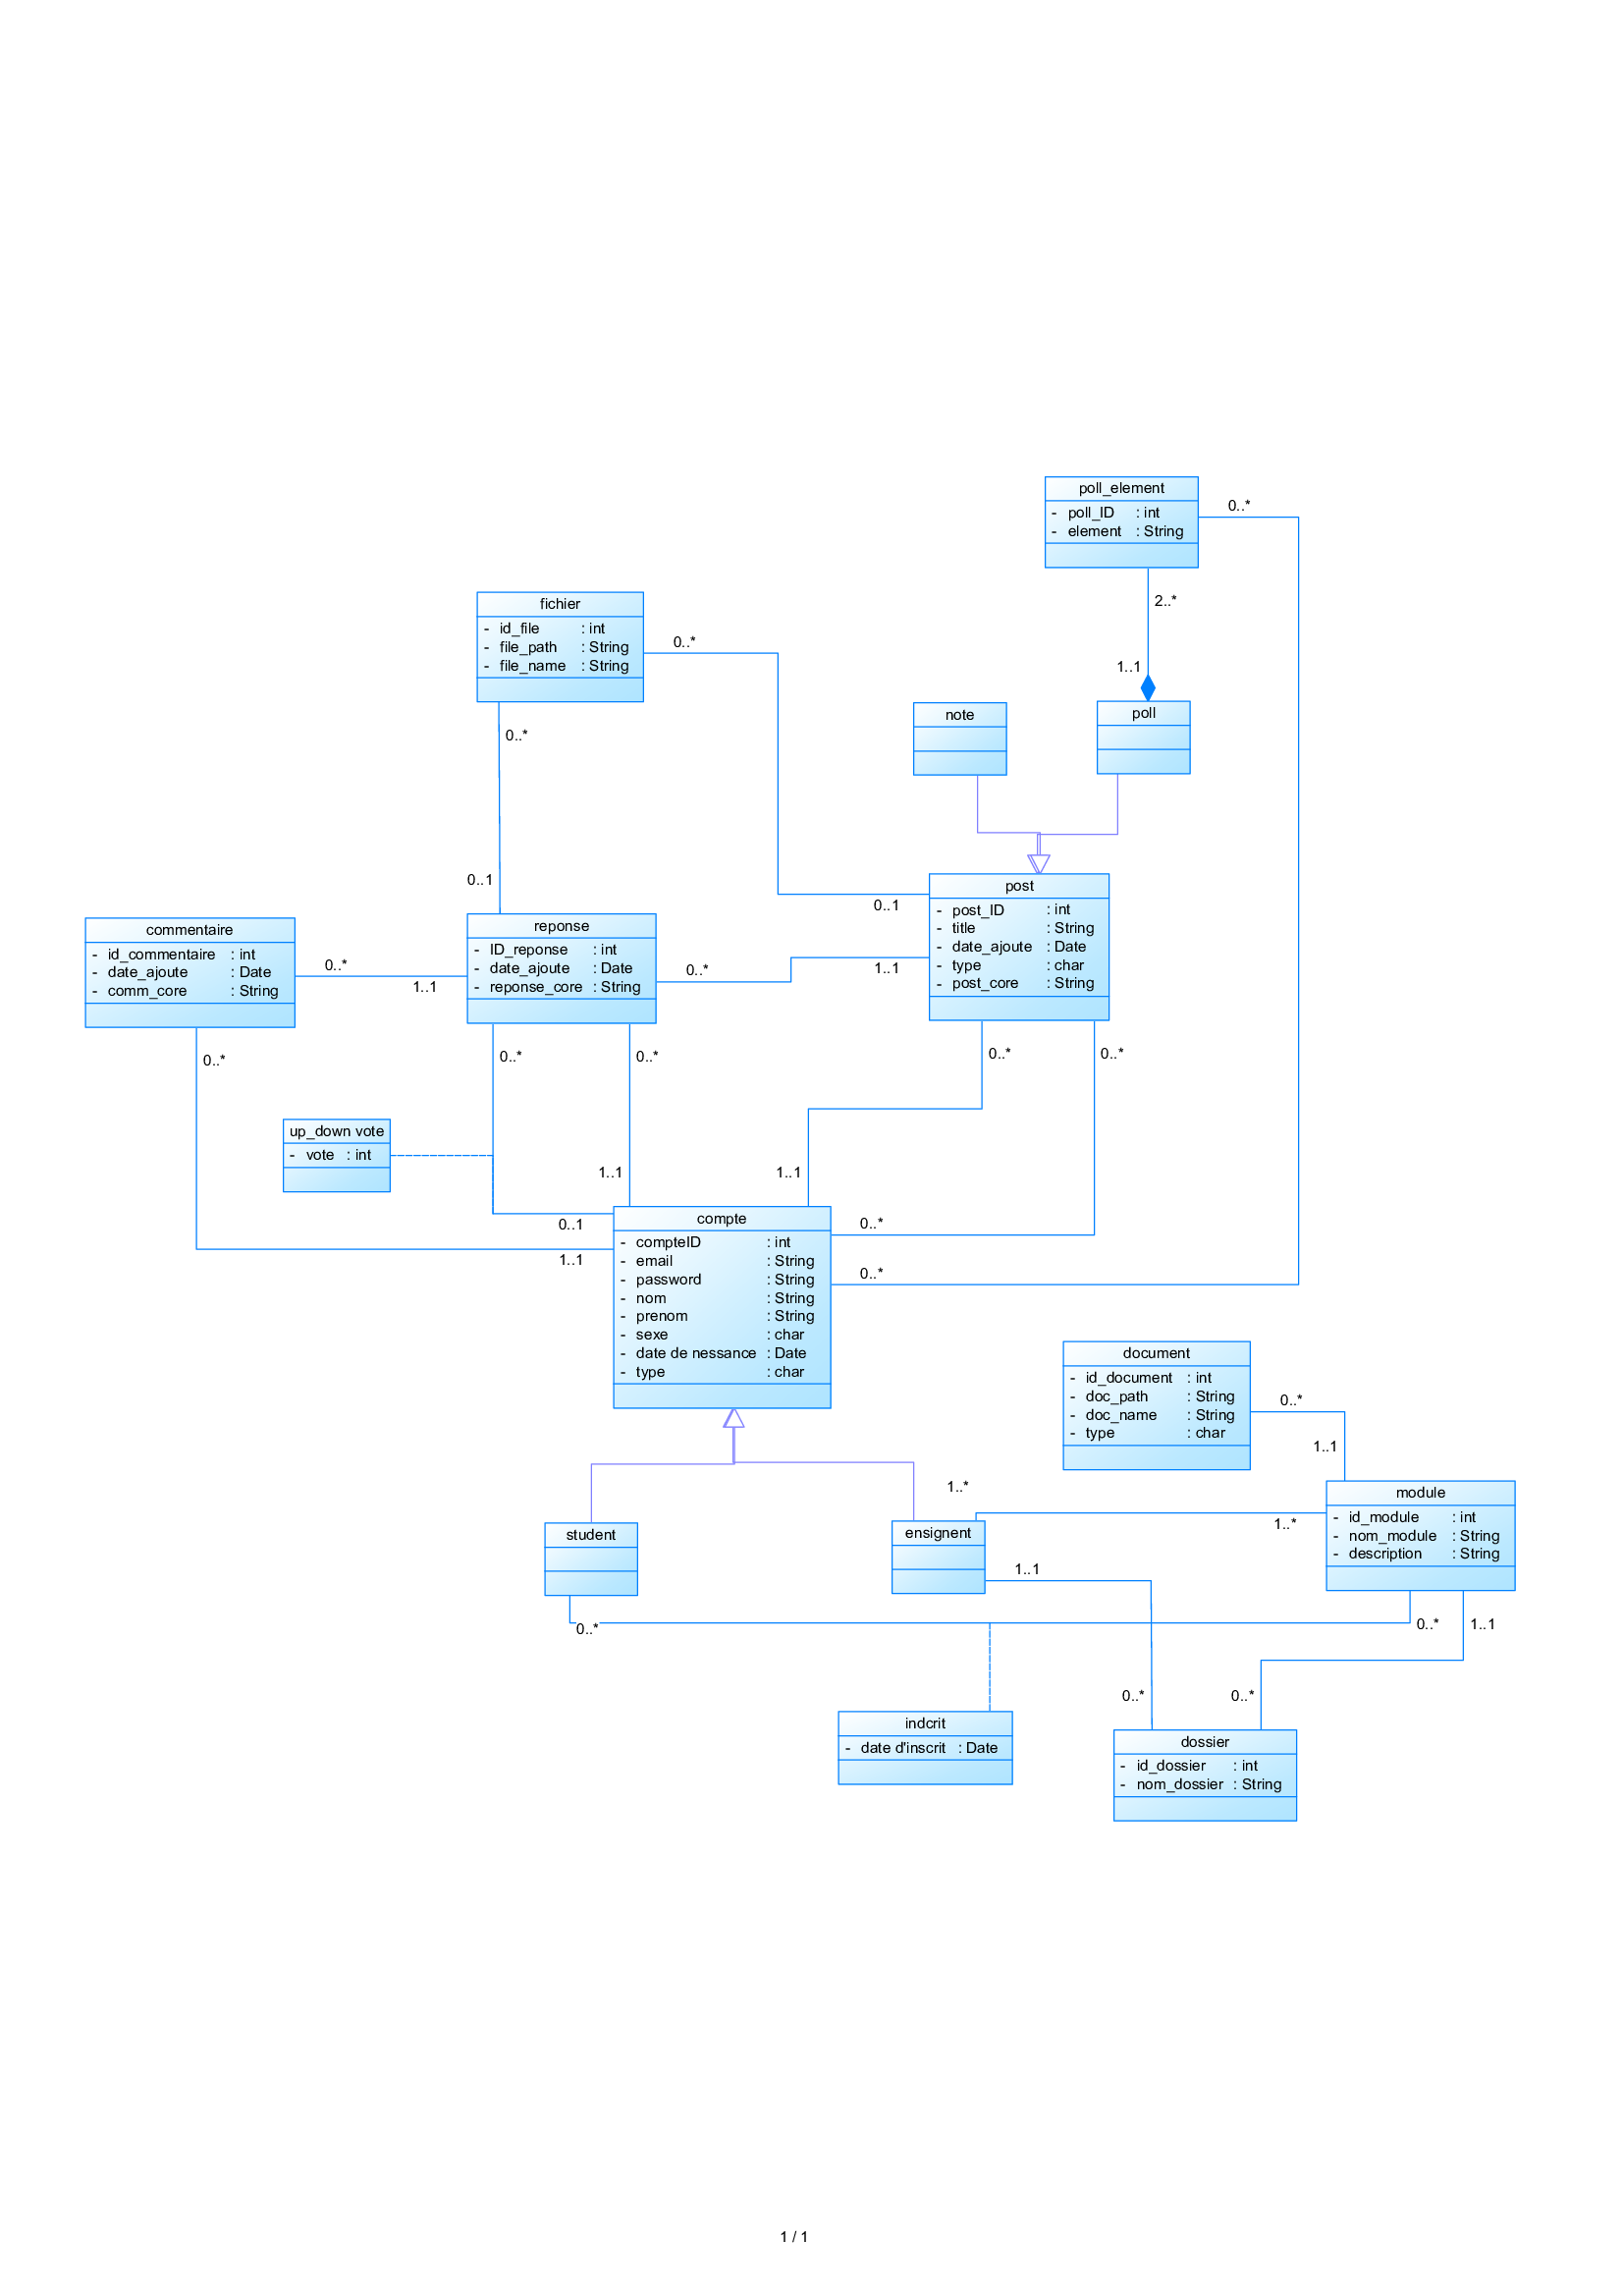 poll_element
- poll_ID : int
- element : String
0..*
2..*
1..1
fichier
- id_file : int
- file_path : String
- file_name : String
0..*
0..*
note
poll
0..1
0..1
post
- post_ID : int
- title : String
- date_ajoute : Date
- type : char
- post_core : String
commentaire
- id_commentaire : int
- date_ajoute : Date
- comm_core : String
0..*
1..1
reponse
- ID_reponse : int
- date_ajoute : Date
- reponse_core : String
0..*
1..1
0..*
0..*
0..*
0..*
0..*
up_down vote
- vote : int
1..1
1..1
0..1
1..1
0..*
0..*
compte
- compteID : int
- email : String
- password : String
- nom : String
- prenom : String
- sexe : char
- date de nessance : Date
- type : char
document
- id_document : int
- doc_path : String
- doc_name : String
- type : char
0..*
1..1
module
- id_module : int
- nom_module : String
- description : String
1..*
1..*
student
ensignent
1..1
0..*
0..*
1..1
0..*
0..*
indcrit
- date d'inscrit : Date
dossier
- id_dossier : int
- nom_dossier : String
1 / 1